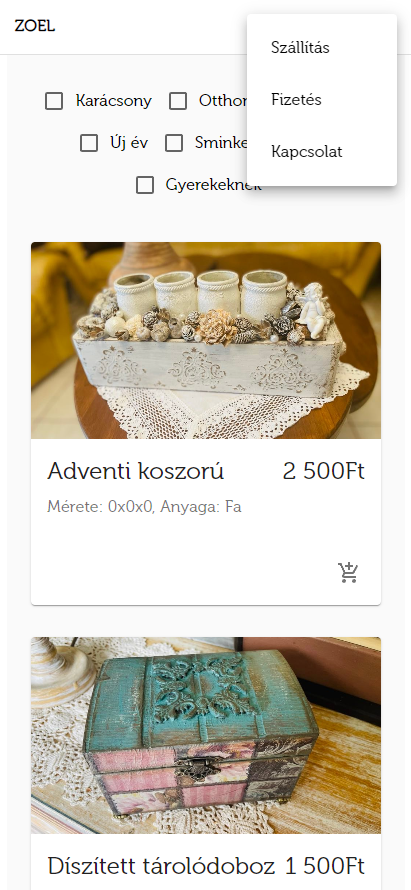 ZOEL
Szállítás
Fizetés
Kapcsolat
Karácsony Otthon
Új év Sminke
Gyerekeknek
Adventi koszorú 2 500Ft
Mérete: 0x0x0, Anyaga: Fa
Díszített tárolódoboz 1 500Ft